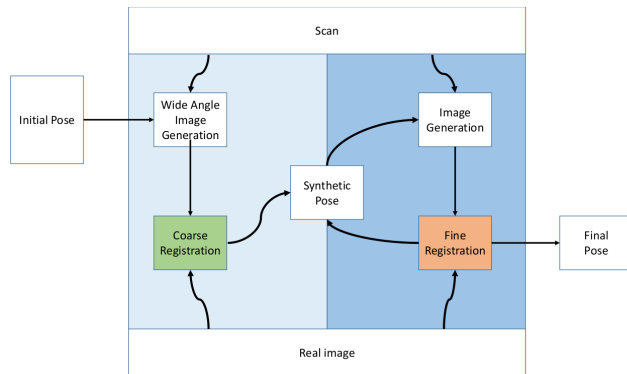 Scan
Initial Pose
Wide Angle
Image
Generation
Image
Generation
Synthetic
Pose
Coarse
Registration
Fine
Registration
Final
Pose
Real image